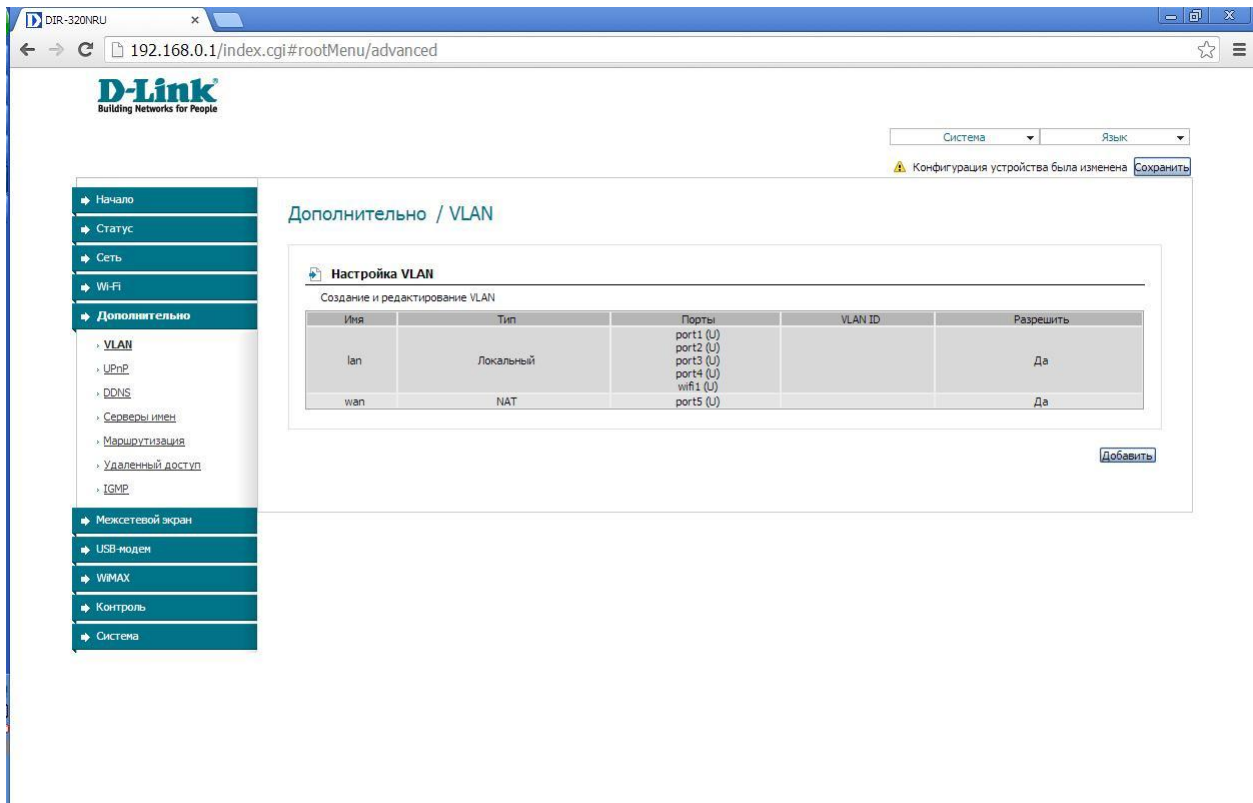 DIR-320NRU
192.168.0.1/index.cgi#rootMenu/advanced
D-Link
Building Networks for People
Система
Язык
Конфигурация устройства была изменена Сохранить
Начало
Статус
Сеть
Wi-Fi
Дополнительно
VLAN
UPnP
DDNS
Серверы имен
Маршрутизация
Удаленный доступ
IGMP
Межсетевой экран
USB-модем
WiMAX
Контроль
Система
Дополнительно / VLAN
Настройка VLAN
Создание и редактирование VLAN
Имя Тип Порты VLAN ID Разрешить
port1 (U)
port2 (U)
lan Локальный port3 (U) Да
port4 (U)
wifi1 (U)
wan NAT port5 (U) Да
Добавить